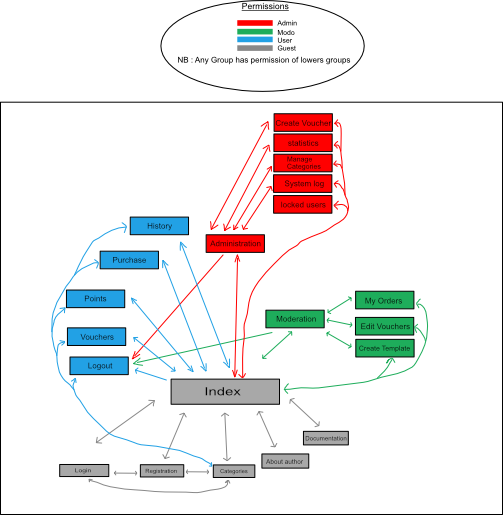 Permissions
Admin
Modo
User
Guest
NB : Any Group has permission of lowers groups
Create-Voucher
statistics
Manage
Categories
System log
locked users
History
Administration
Purchase
Points
My Orders
Moderation
Edit Vouchers
Vouchers
Create Template
Logout
Index
Documentation
About author
Login
Registration
Categories